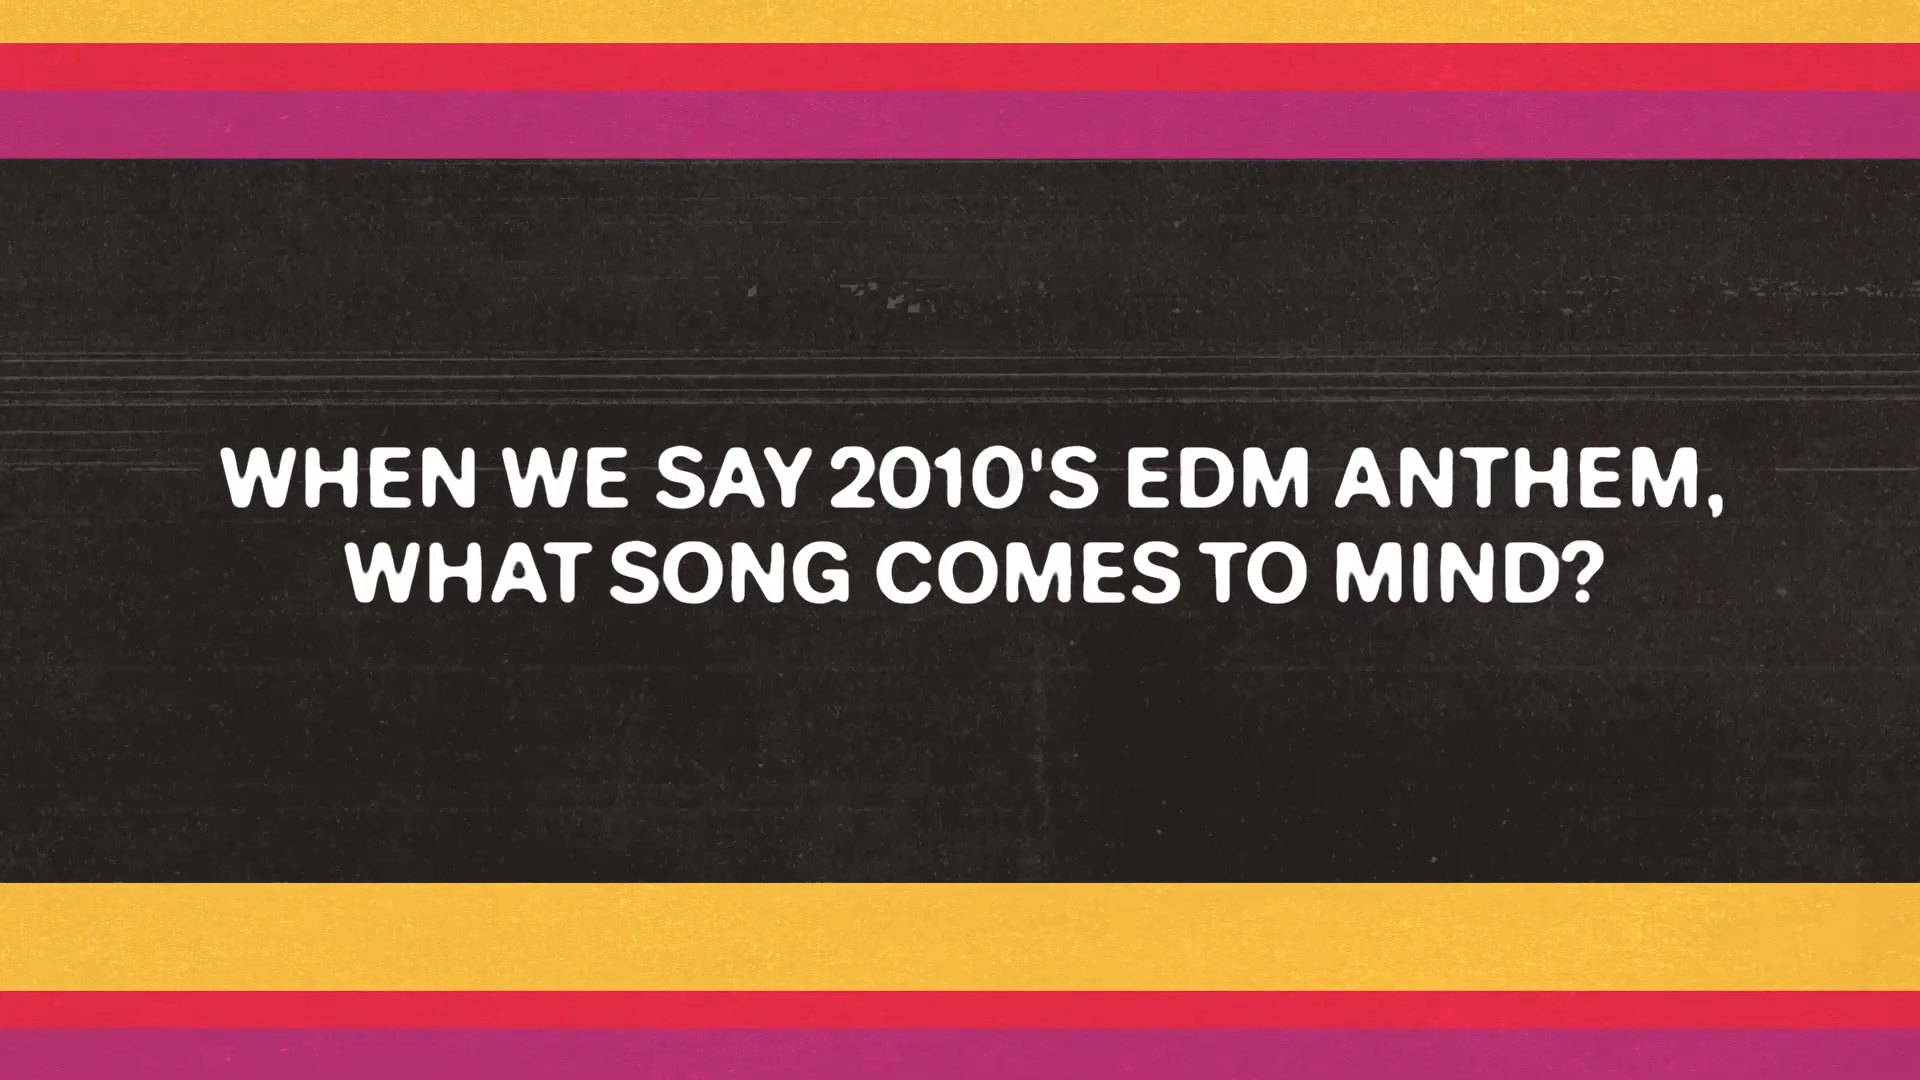 WHEN WE SAY 2010'S EDM ANTHEM,
WHAT SONG COMES TO MIND?